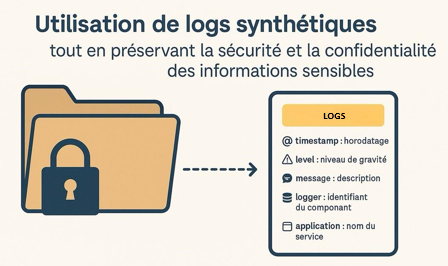 Utilisation de logs synthétiques
tout en préservant la sécurité et la confidentialité
des informations sensibles
LOGS
timestamp : horodatage
level : niveau de gravité
message : description
logger : identifiant
du componant
application : nom du
service